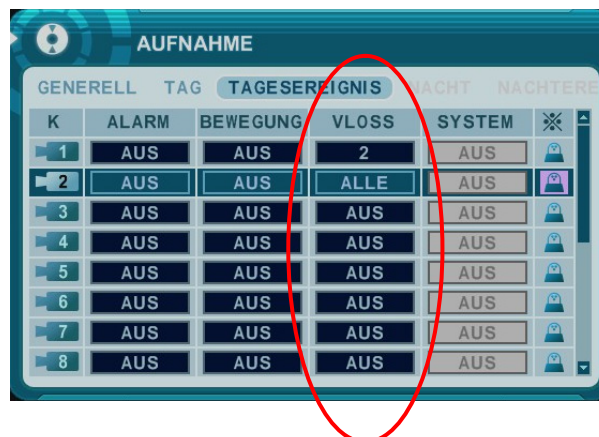 AUFNAHME
GENERELL TAG TAGESEREIGNIS NACHT NACHTERE
K ALARM BEWEGUNG VLOSS SYSTEM ※
1 AUS AUS 2 AUS
2 AUS AUS ALLE AUS
3 AUS AUS AUS AUS
4 AUS AUS AUS AUS
5 AUS AUS AUS AUS
6 AUS AUS AUS AUS
7 AUS AUS AUS AUS
8 AUS AUS AUS AUS